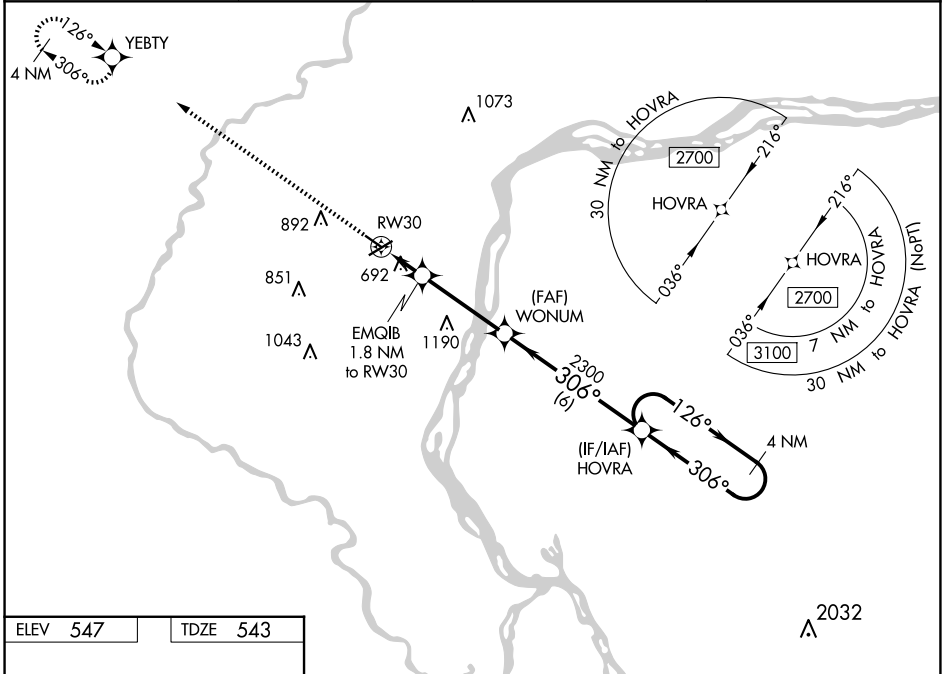 126°
YEBTY
306°
4 NM
1073
30 NM to HOVRA
2700
216°
HOVRA
036°
216°
HOVRA
2700
036°
3100
7 NM to HOVRA
30 NM to HOVRA (NoPT)
892
RW30
692
851
1043
EMQIB
1.8 NM
to RW30
1190
(FAF)
WONUM
2300
306°
(6)
126°
4 NM
306°
(IF/IAF)
HOVRA
2032
ELEV 547
TDZE 543